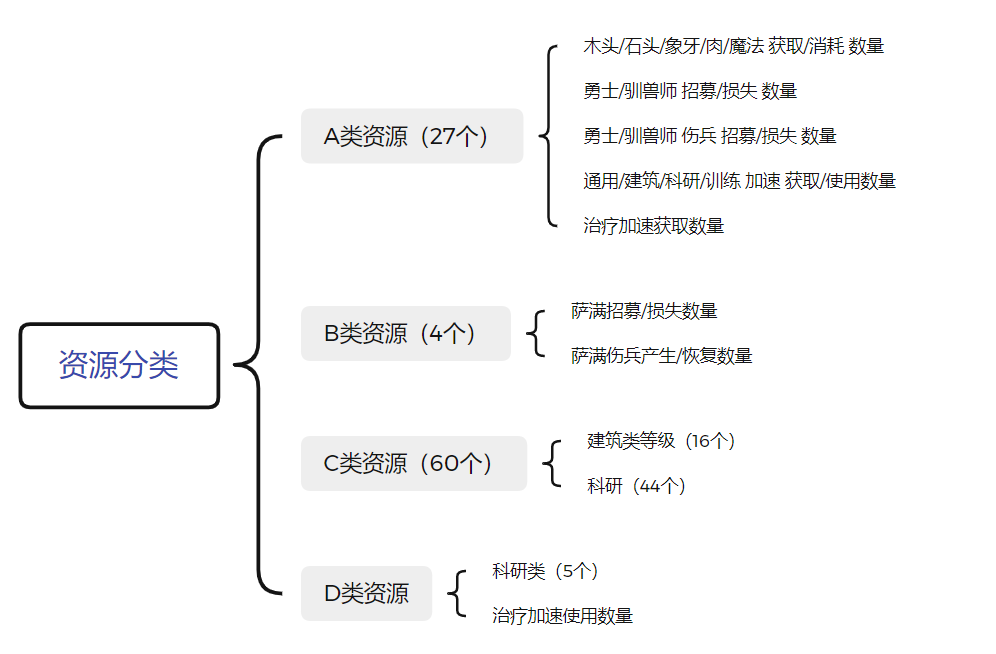 资源分类
A类资源（27个）
木头/石头/象牙/肉/魔法 获取/消耗 数量
勇士/驯兽师 招募/损失 数量
勇士/驯兽师 伤兵 招募/损失 数量
通用/建筑/科研/训练 加速 获取/使用数量
治疗加速获取数量
B类资源（4个）
萨满招募/损失数量
萨满伤兵产生/恢复数量
C类资源（60个）
建筑类等级（16个）
科研（44个）
D类资源
科研类（5个）
治疗加速使用数量